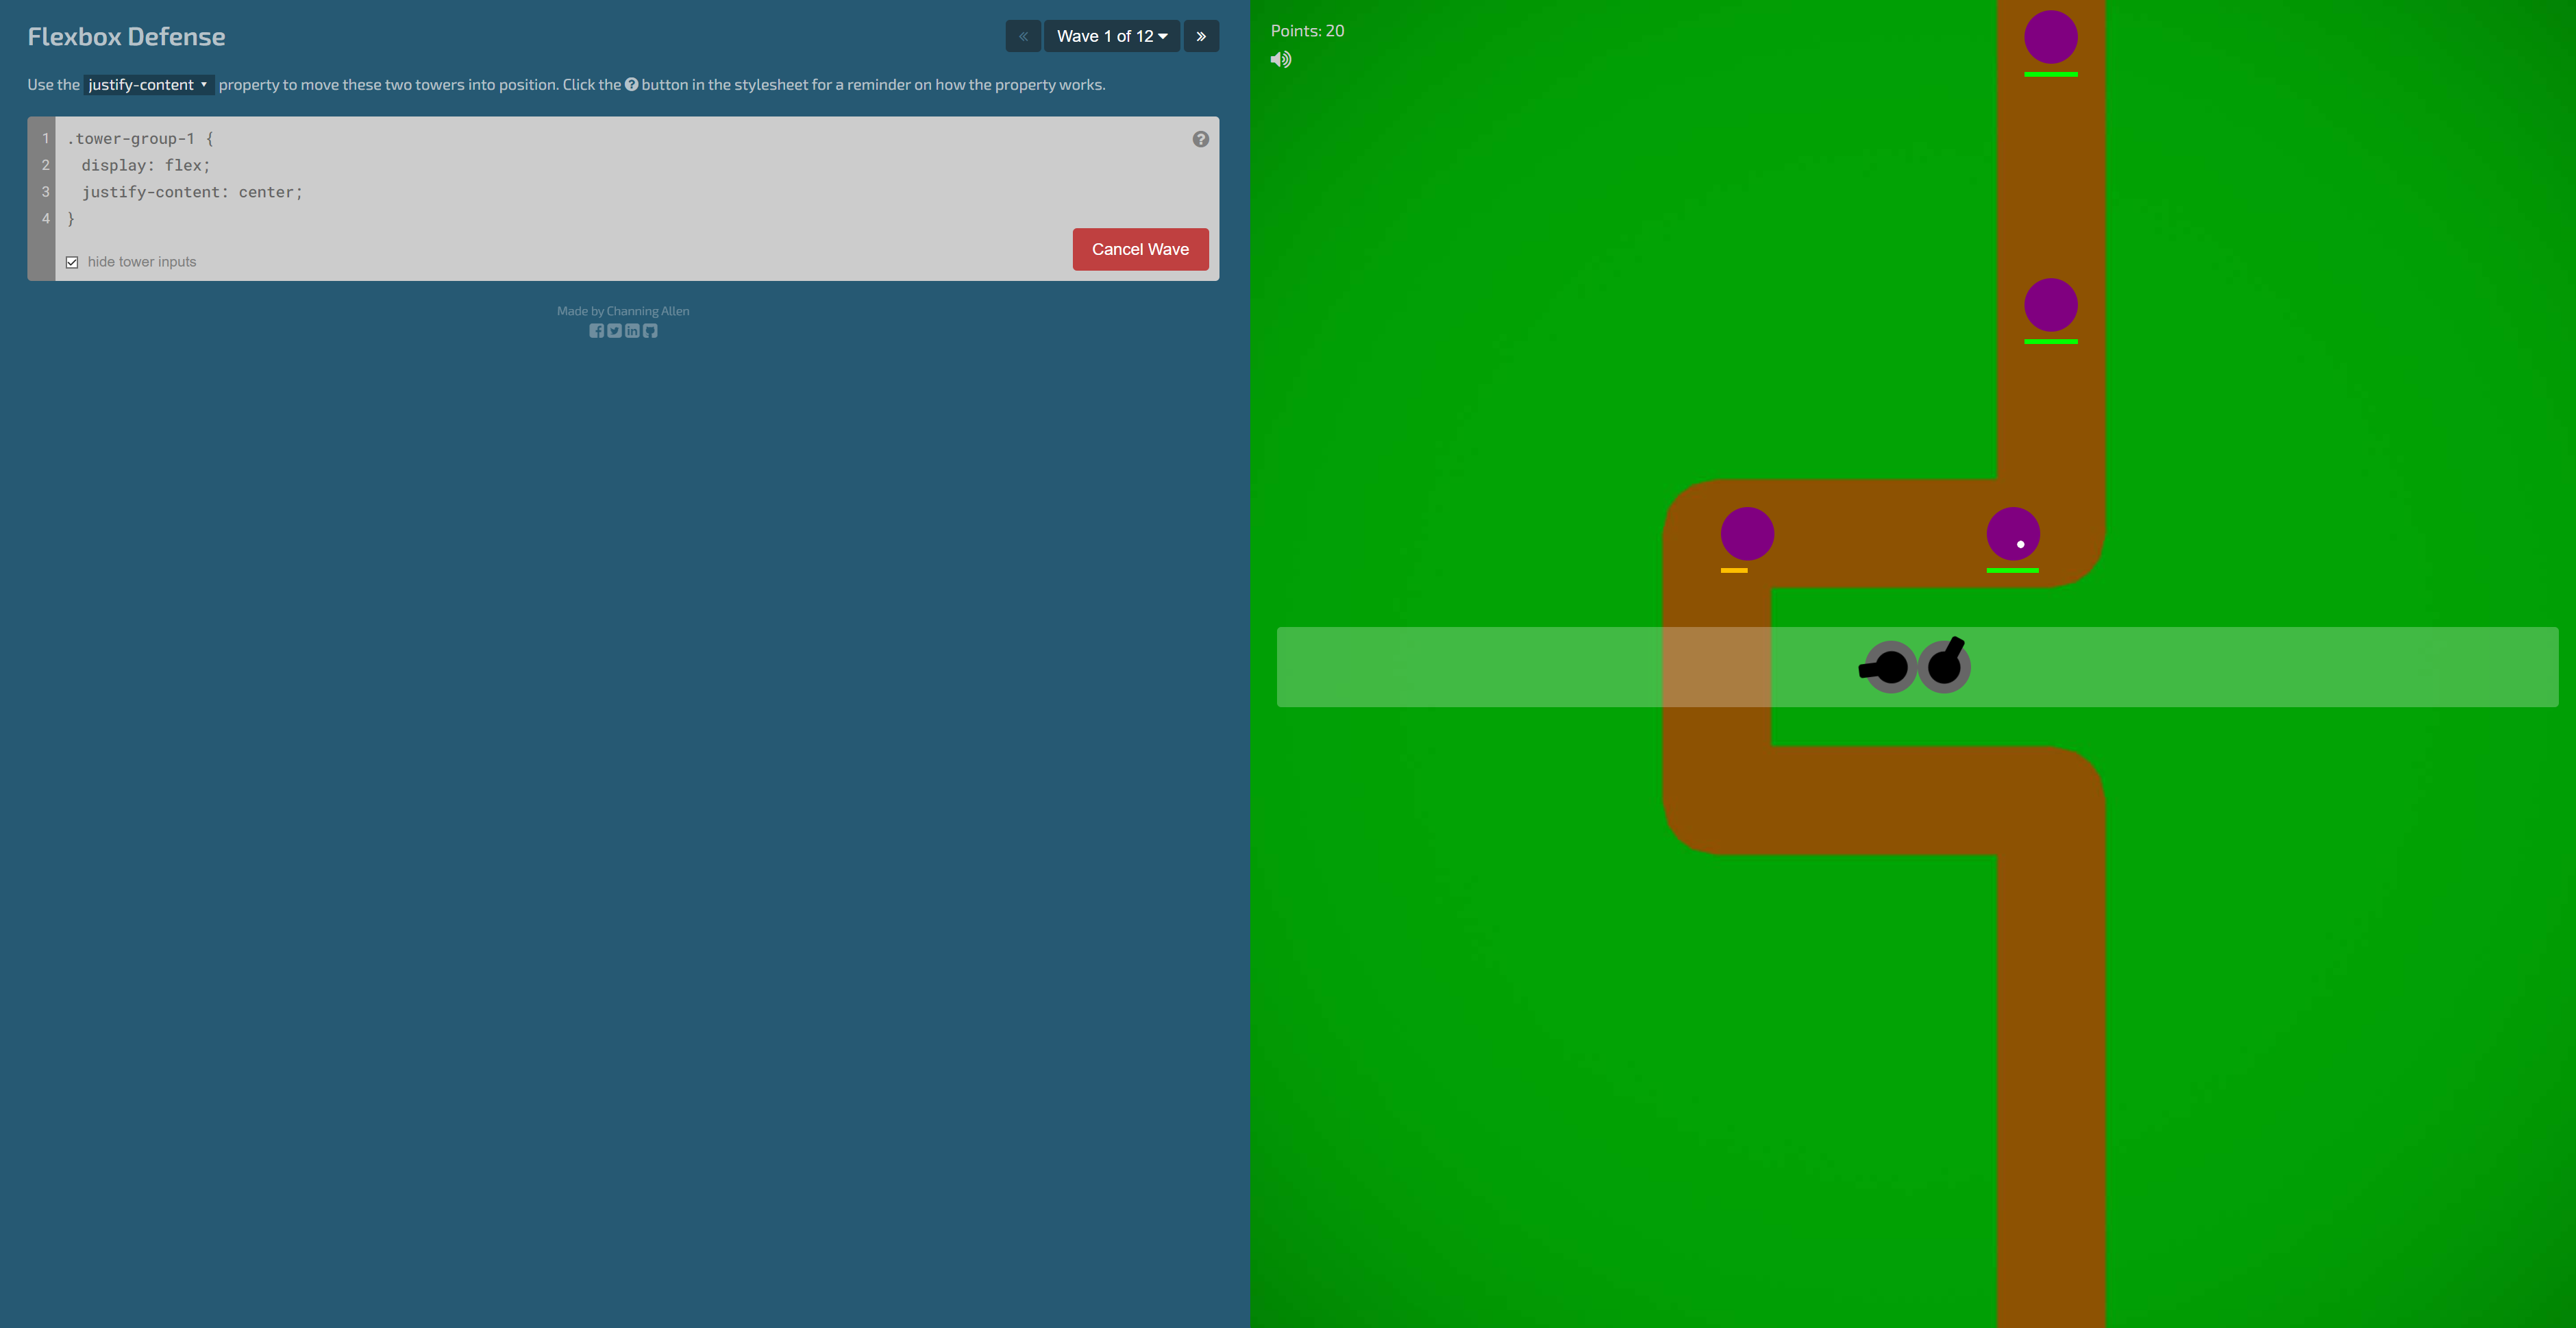 Flexbox Defense
« Wave 1 of 12 »
Use the justify-content property to move these two towers into position. Click the ? button in the stylesheet for a reminder on how the property works.
1 .tower-group-1 {
2 display: flex;
3 justify-content: center;
4 }
?
hide tower inputs
Cancel Wave
Made by Channing Allen
Points: 20